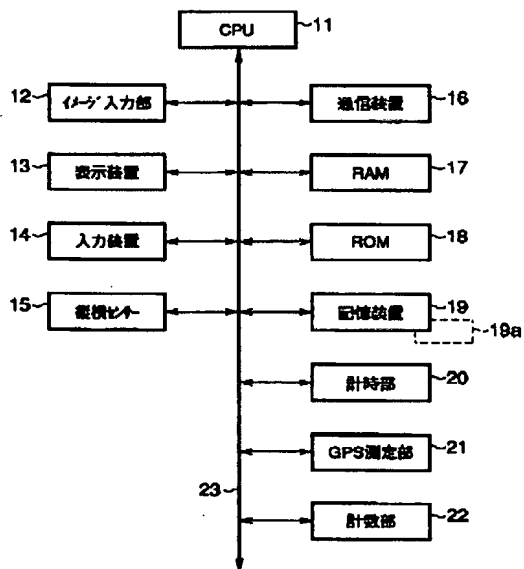 CPU 11
12 ｲﾒｰｼﾞ入力部
通信装置 16
13 表示装置
RAM 17
14 入力装置
ROM 18
15 縦横ｾﾝｻｰ
記憶装置 19
19a
計時部 20
GPS測定部 21
23
計数部 22